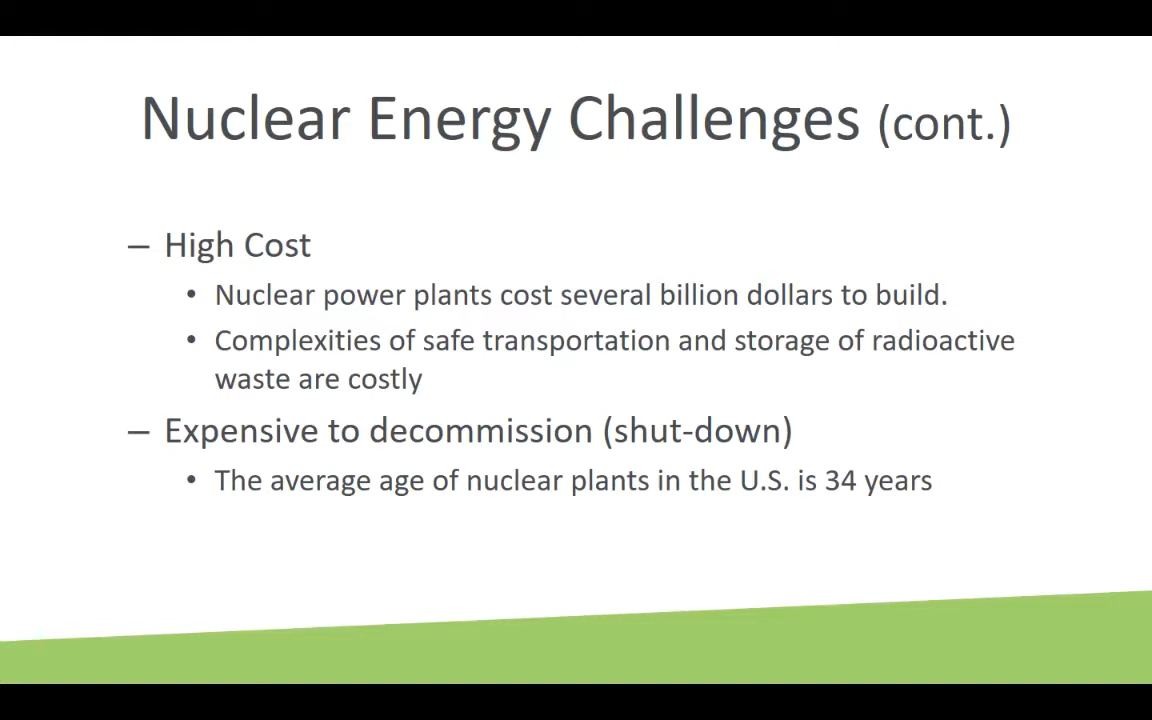 Nuclear Energy Challenges (cont.)
– High Cost
• Nuclear power plants cost several billion dollars to build.
• Complexities of safe transportation and storage of radioactive
waste are costly
– Expensive to decommission (shut-down)
• The average age of nuclear plants in the U.S. is 34 years